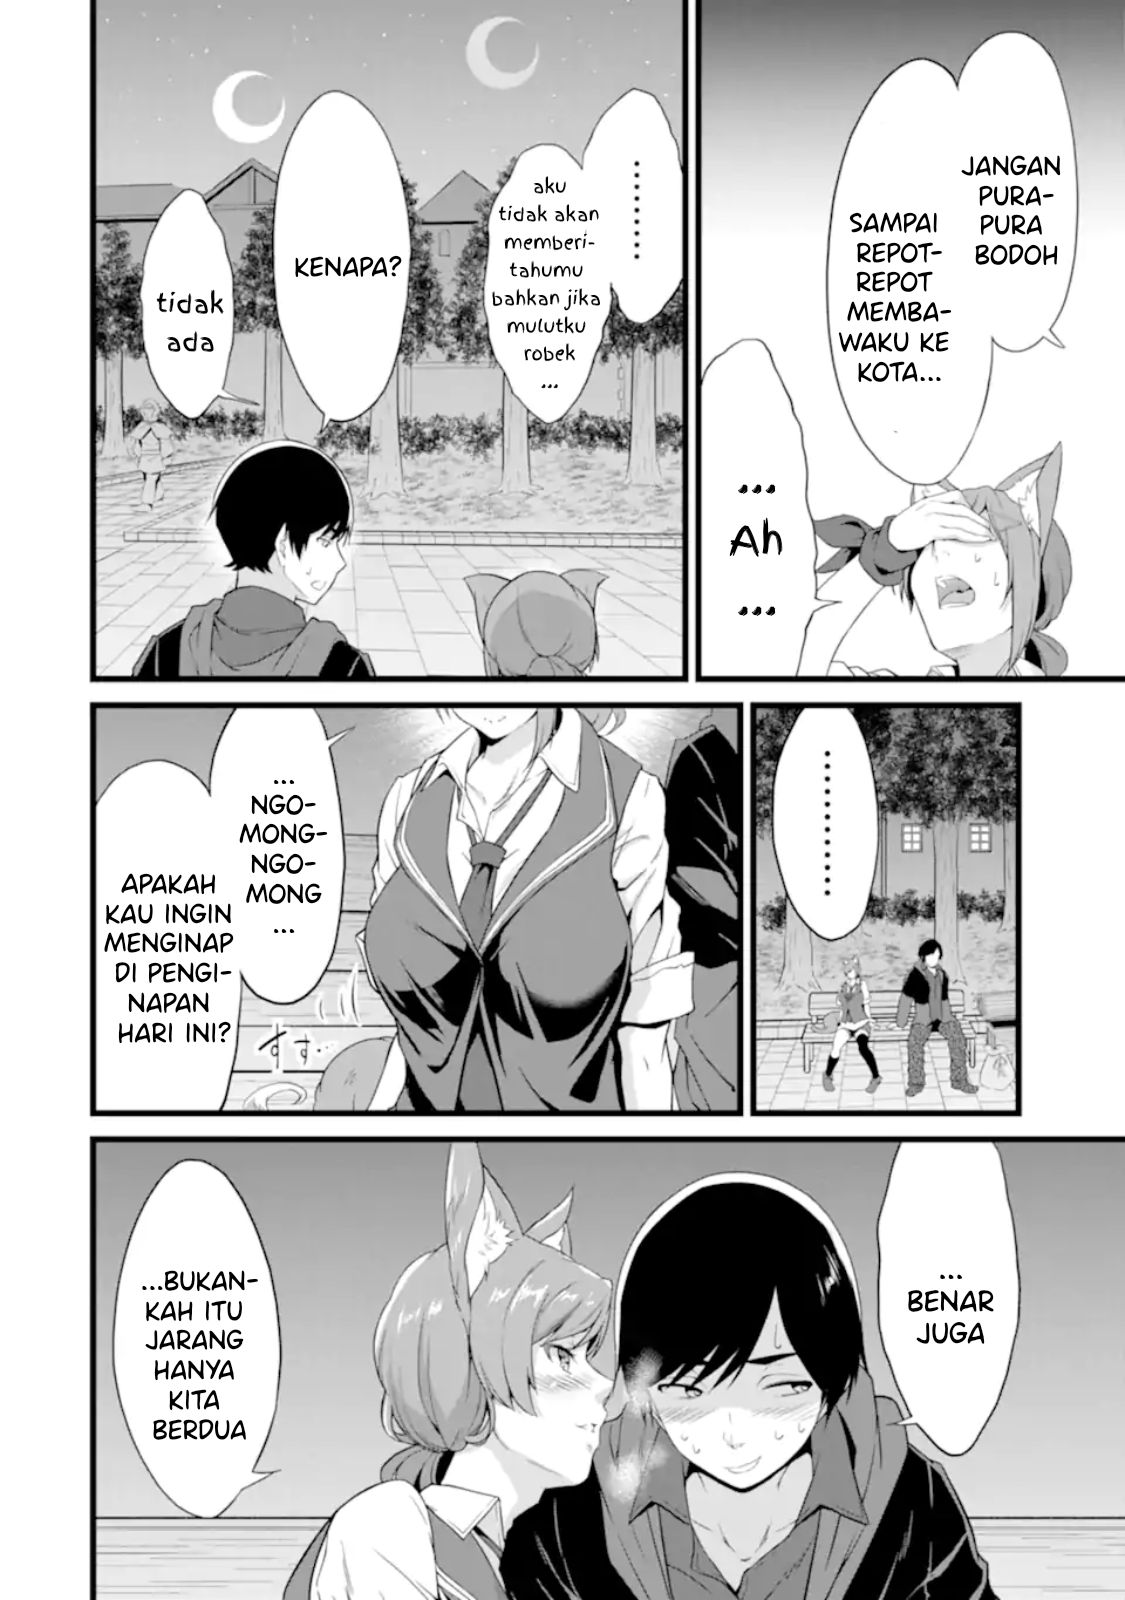 JANGAN
PURA-
PURA
BODOH
SAMPAI
REPOT-
REPOT
MEMBA-
WAKU KE
KOTA...
...
Ah
...
.........
aku
tidak akan
memberi-
tahumu
bahkan jika
mulutku
robek
...
KENAPA?
tidak
ada
............
...
NGO-
MONG-
NGO-
MONG
...
APAKAH
KAU INGIN
MENGINAP
DI PENGI-
NAPAN
HARI INI?
すす...
...
BENAR
JUGA
...BUKAN-
KAH ITU
JARANG
HANYA
KITA
BERDUA